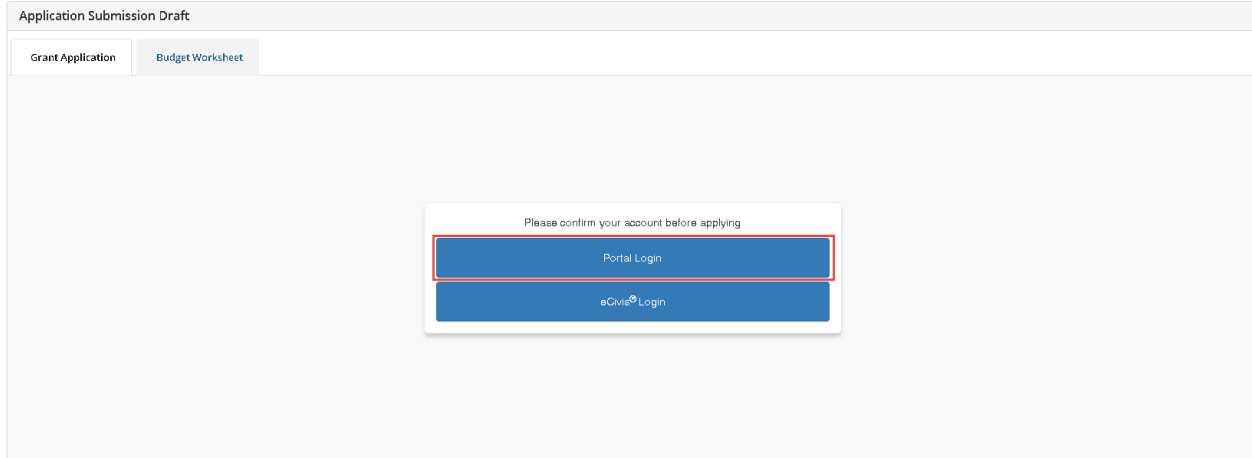 Application Submission Draft
Grant Application
Budget Worksheet
Please confirm your account before applying
Portal Login
eCivis® Login